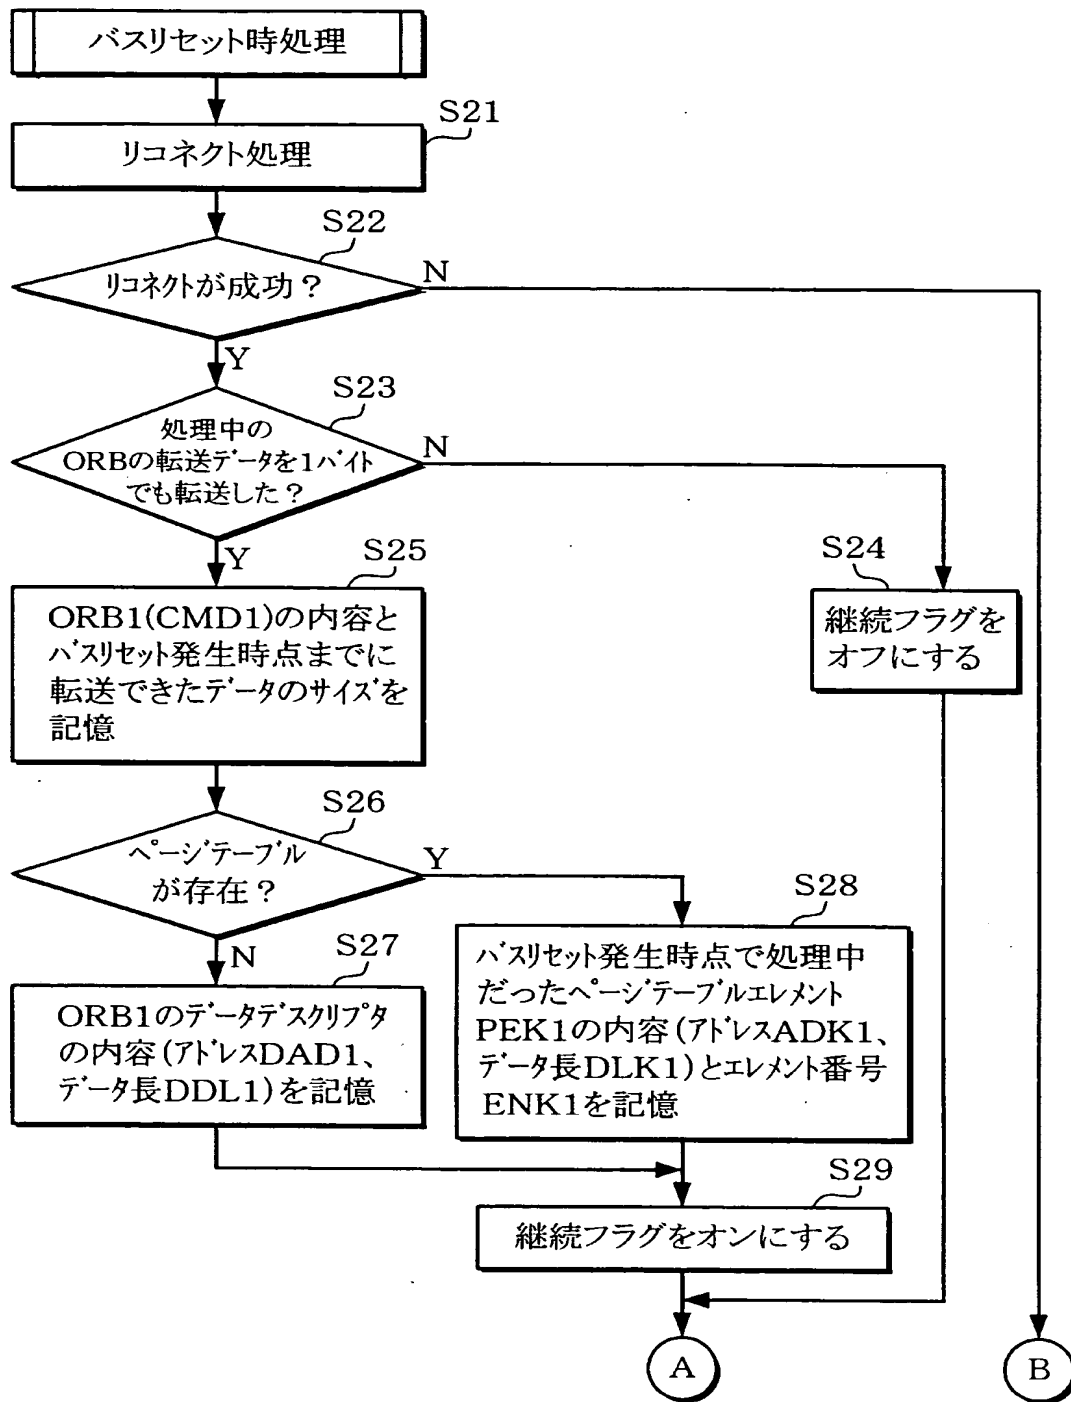 バスリセット時処理
S21
リコネクト処理
S22
リコネクトが成功？
N
Y
S23
処理中の
ORBの転送データを1バイト
でも転送した？
N
Y
S24
継続フラグを
オフにする
S25
ORB1(CMD1)の内容と
バスリセット発生時点までに
転送できたデータのサイズを
記憶
S26
ページテーブル
が存在？
Y
N
S27
ORB1のデータデスクリプタ
の内容(アドレスDAD1、
データ長DDL1)を記憶
S28
バスリセット発生時点で処理中
だったページテーブルエレメント
PEK1の内容(アドレスADK1、
データ長DLK1)とエレメント番号
ENK1を記憶
S29
継続フラグをオンにする
A
B